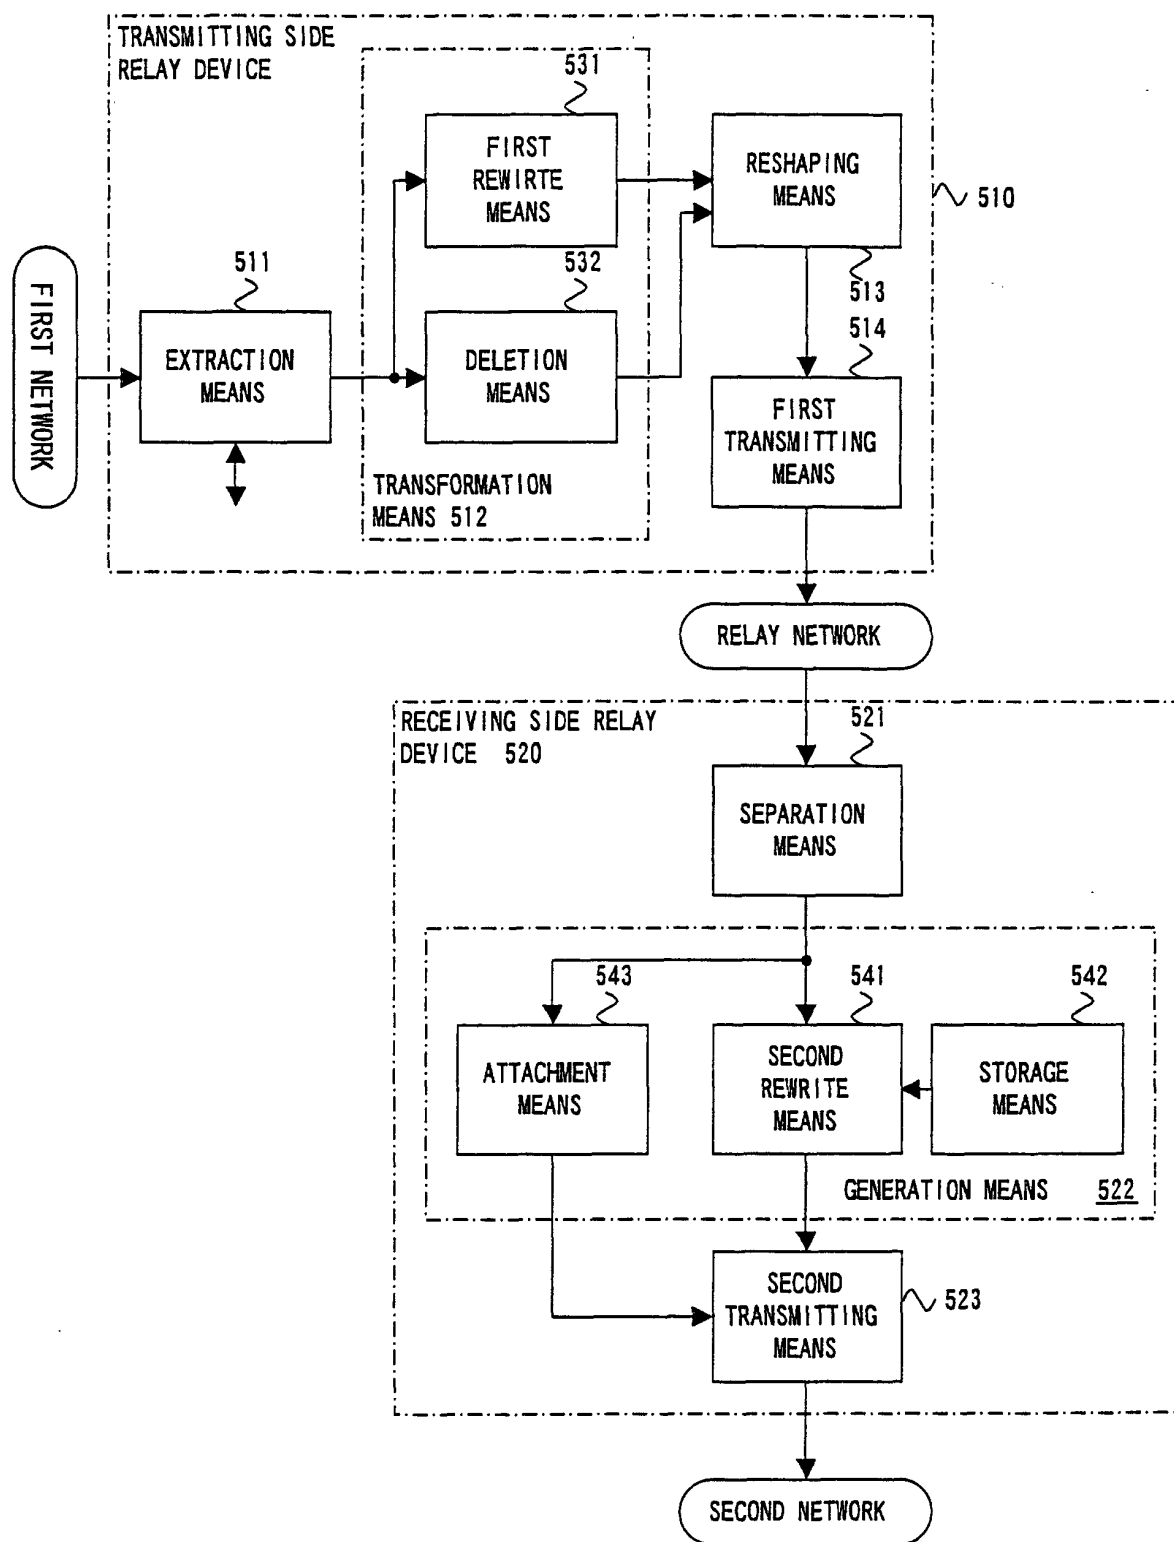 TRANSMITTING SIDE
RELAY DEVICE
531
FIRST
REWIRTE
MEANS
RESHAPING
MEANS
510
513
FIRST NETWORK
511
EXTRACTION
MEANS
532
DELETION
MEANS
514
FIRST
TRANSMITTING
MEANS
TRANSFORMATION
MEANS 512
RELAY NETWORK
RECEIVING SIDE RELAY
DEVICE 520
521
SEPARATION
MEANS
543
ATTACHMENT
MEANS
541
SECOND
REWRITE
MEANS
542
STORAGE
MEANS
GENERATION MEANS 522
SECOND
TRANSMITTING
MEANS
523
SECOND NETWORK